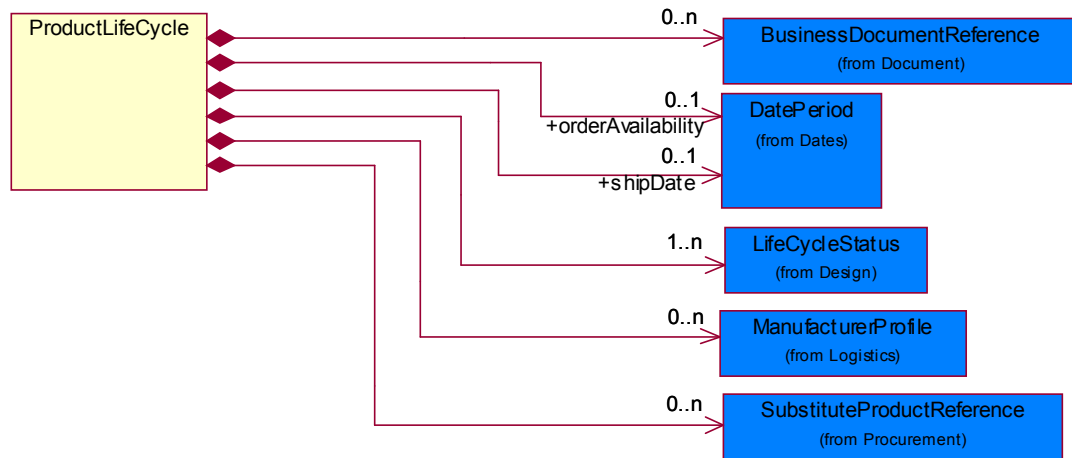 ProductLifeCycle
0..n
BusinessDocumentReference
(from Document)
0..1
+orderAvailability
DatePeriod
(from Dates)
0..1
+shipDate
1..n
LifeCycleStatus
(from Design)
0..n
ManufacturerProfile
(from Logistics)
0..n
SubstituteProductReference
(from Procurement)